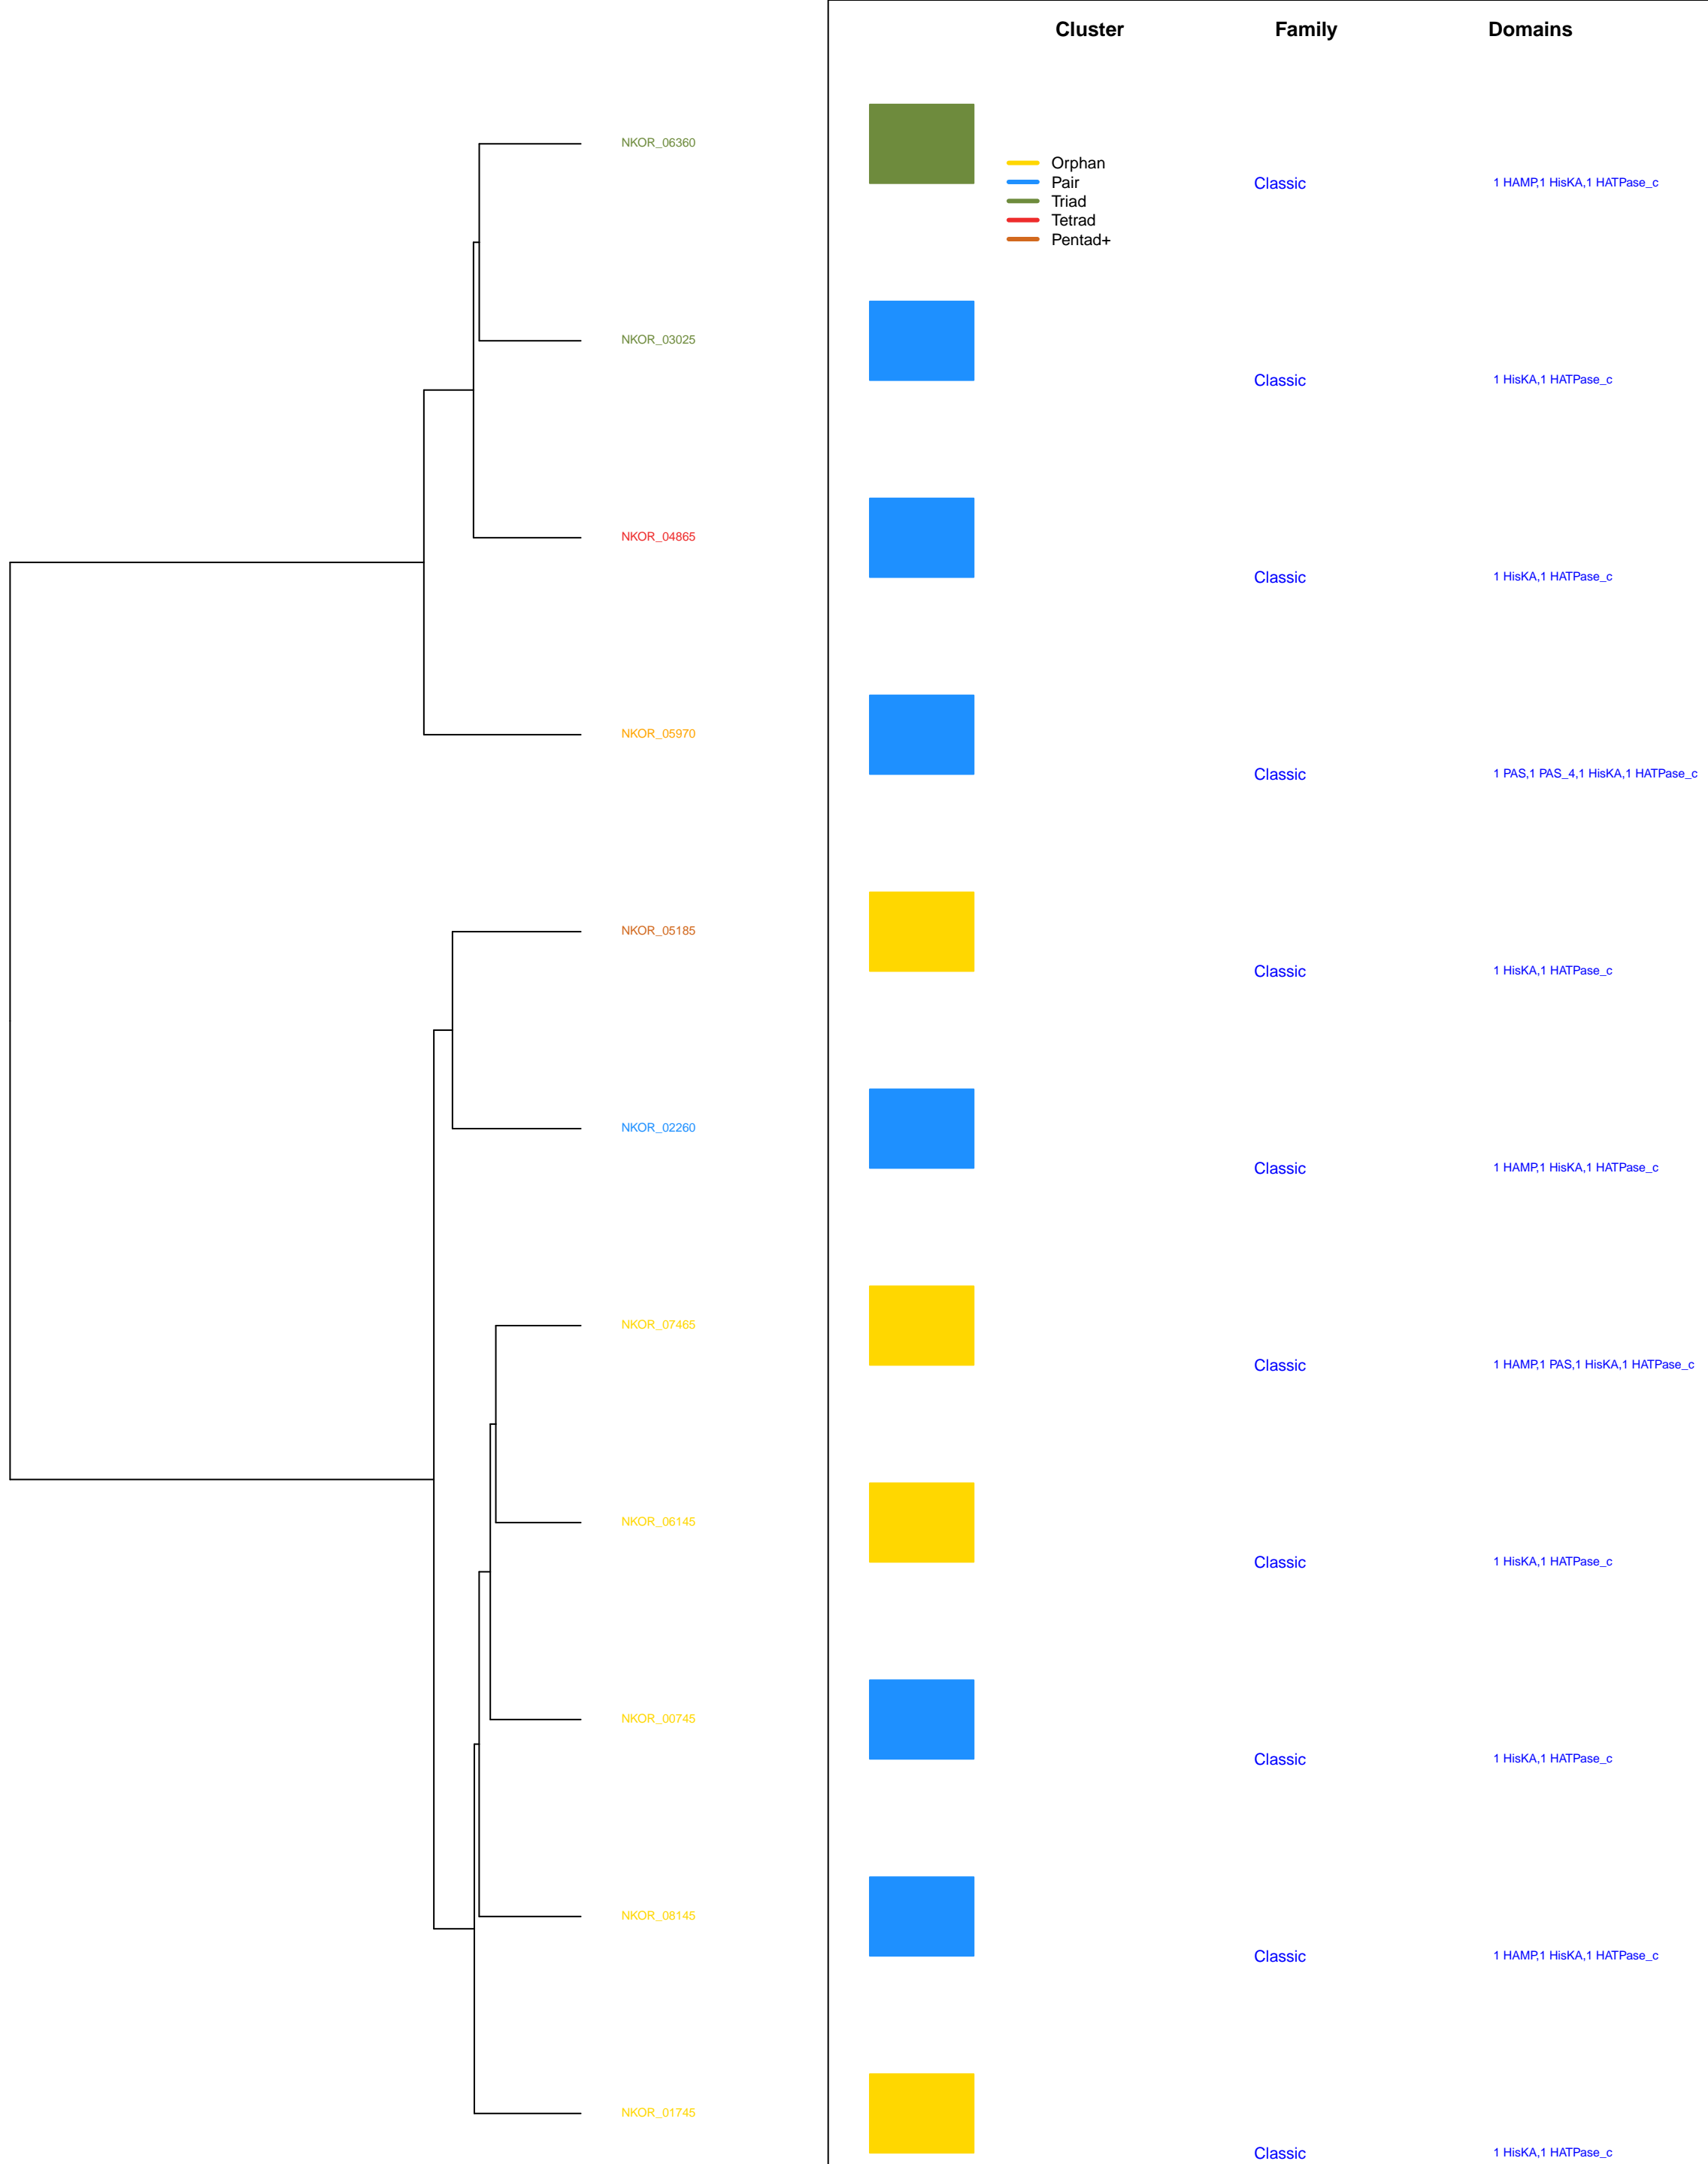 Cluster Family Domains
NKOR_06360
Orphan
Pair
Triad
Tetrad
Pentad+
Classic 1 HAMP,1 HisKA,1 HATPase_c
NKOR_03025
Classic 1 HisKA,1 HATPase_c
NKOR_04865
Classic 1 HisKA,1 HATPase_c
NKOR_05970
Classic 1 PAS,1 PAS_4,1 HisKA,1 HATPase_c
NKOR_05185
Classic 1 HisKA,1 HATPase_c
NKOR_02260
Classic 1 HAMP,1 HisKA,1 HATPase_c
NKOR_07465
Classic 1 HAMP,1 PAS,1 HisKA,1 HATPase_c
NKOR_06145
Classic 1 HisKA,1 HATPase_c
NKOR_00745
Classic 1 HisKA,1 HATPase_c
NKOR_08145
Classic 1 HAMP,1 HisKA,1 HATPase_c
NKOR_01745
Classic 1 HisKA,1 HATPase_c